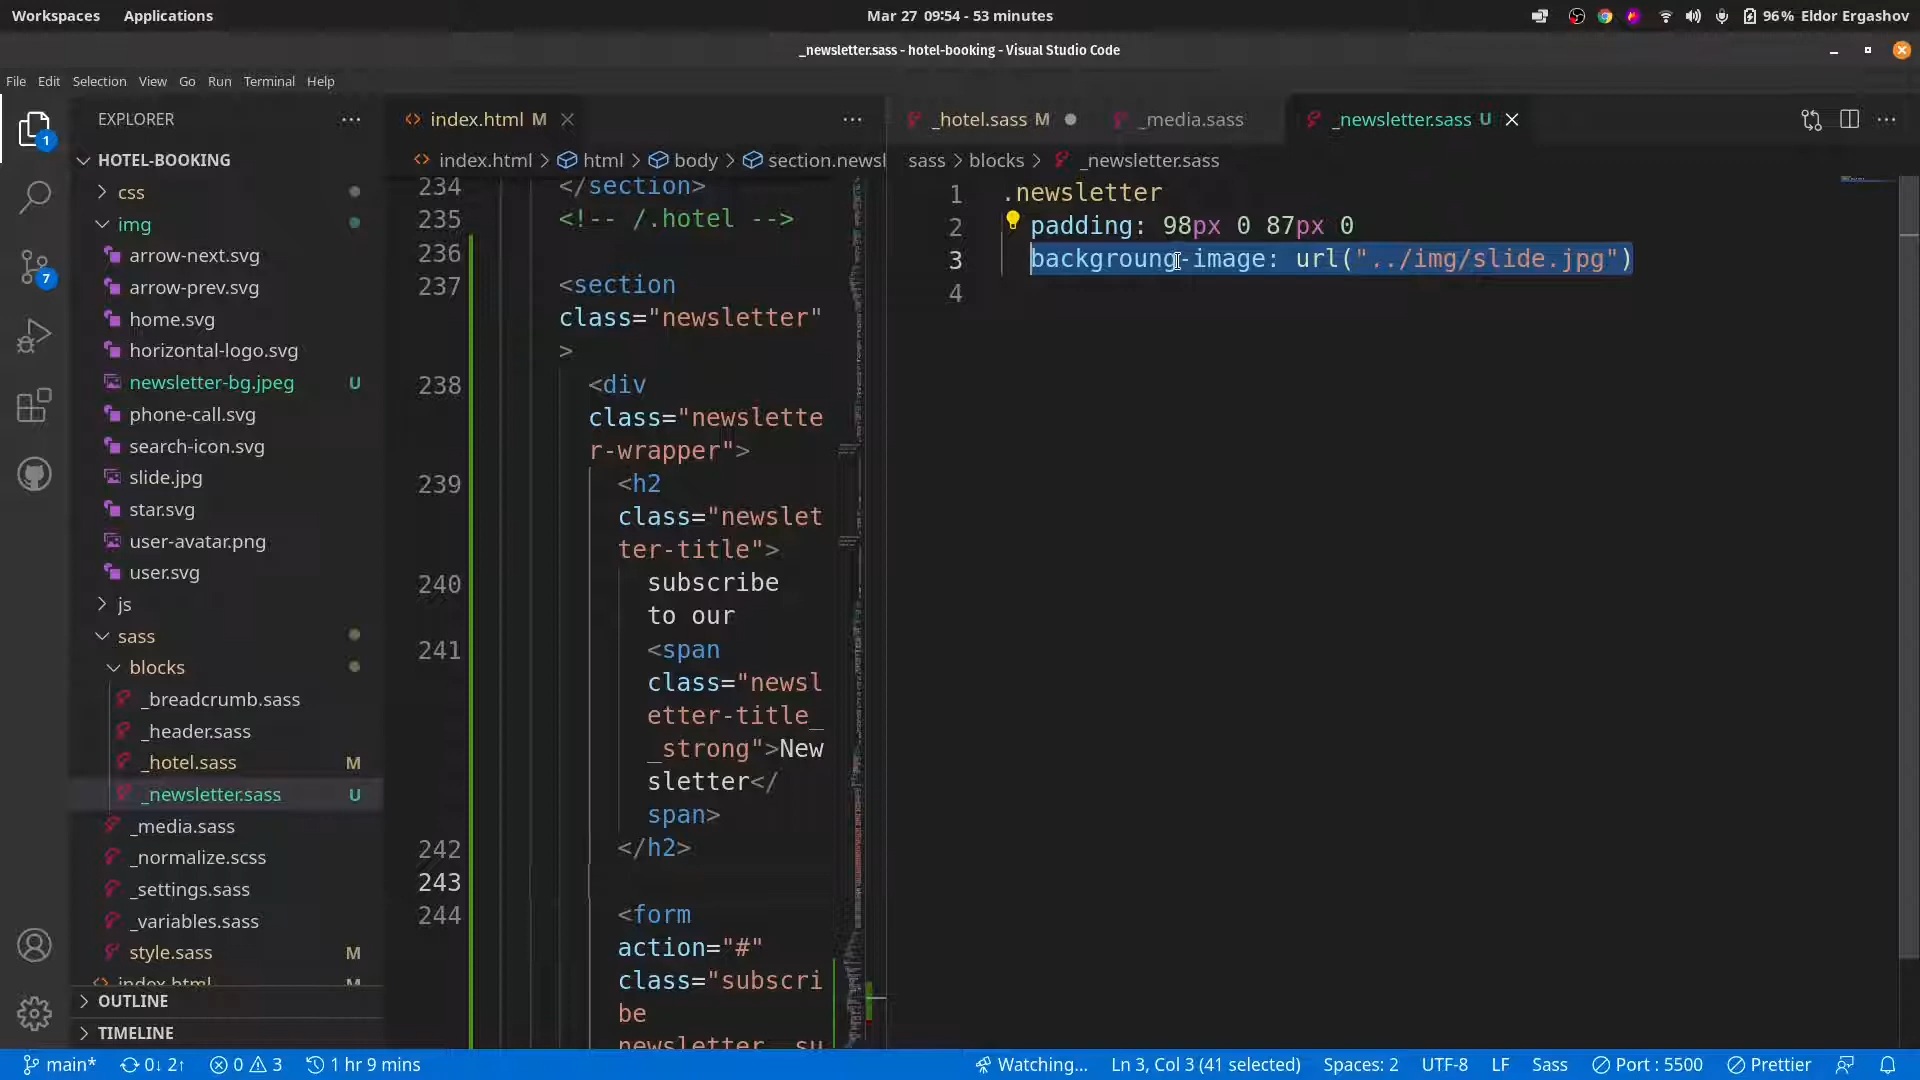 Workspaces Applications Mar 27 09:54 - 53 minutes 96% Eldor Ergashov
_newsletter.sass - hotel-booking - Visual Studio Code
File Edit Selection View Go Run Terminal Help
EXPLORER
HOTEL-BOOKING
css
img
arrow-next.svg
arrow-prev.svg
home.svg
horizontal-logo.svg
newsletter-bg.jpeg U
phone-call.svg
search-icon.svg
slide.jpg
star.svg
user-avatar.png
user.svg
js
sass
blocks
_breadcrumb.sass
_header.sass
_hotel.sass M
_newsletter.sass U
_media.sass
_normalize.scss
_settings.sass
_variables.sass
style.sass M
index.html M
OUTLINE
TIMELINE
1
7
index.html M
index.html > html > body > section.newsl
234 </section>
235 <!-- /.hotel -->
236
237 <section
class="newsletter"
>
238 <div
class="newslette
r-wrapper">
239 <h2
class="newslet
ter-title">
240 subscribe
to our
241 <span
class="newsl
etter-title_
_strong">New
sletter</
span>
242 </h2>
243
244 <form
action="#"
class="subscri
be
newsletter__su
_hotel.sass M _media.sass _newsletter.sass U
sass > blocks > _newsletter.sass
1 .newsletter
2 padding: 98px 0 87px 0
3 background-image: url("../img/slide.jpg")
4
main* 0↓ 2↑ 0 3 1 hr 9 mins Watching... Ln 3, Col 3 (41 selected) Spaces: 2 UTF-8 LF Sass Port : 5500 Prettier